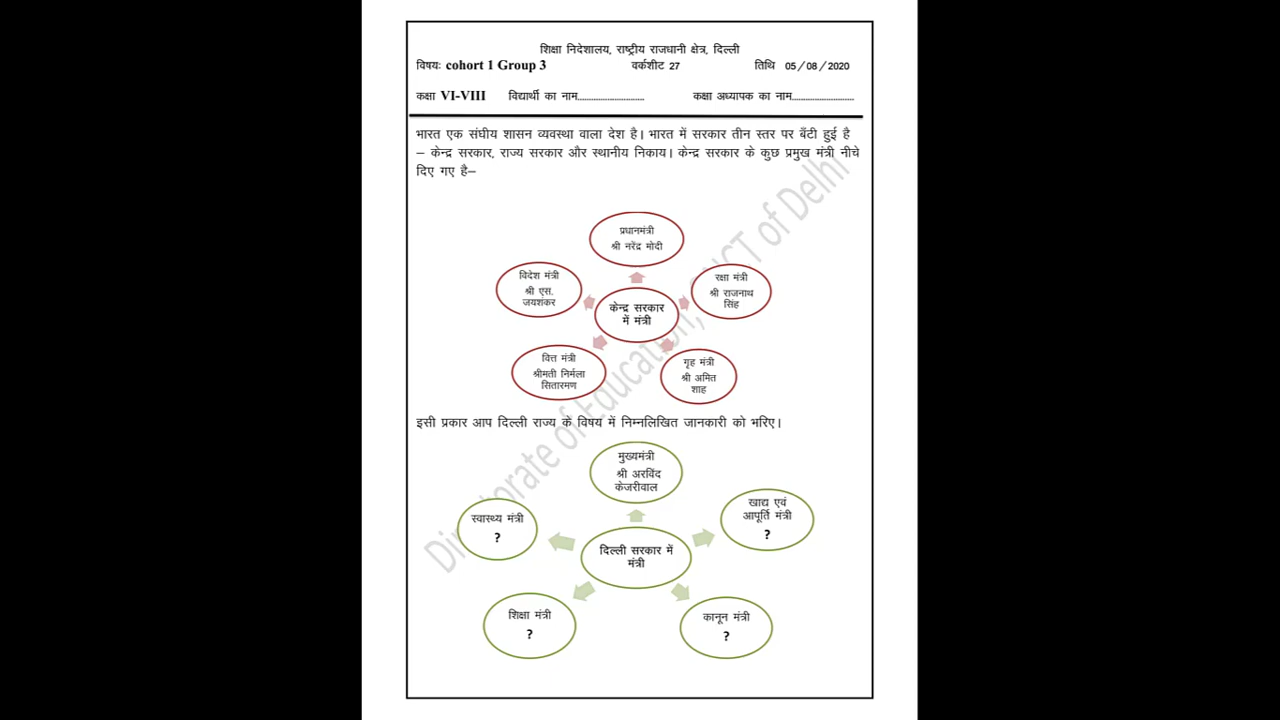 शिक्षा निदेशालय, राष्ट्रीय राजधानी क्षेत्र, दिल्ली
विषयः cohort 1 Group 3 वर्कशीट 27 तिथि 05/08/2020
कक्षा VI-VIII विद्यार्थी का नाम............................ कक्षा अध्यापक का नाम..........................
भारत एक संघीय शासन व्यवस्था वाला देश है। भारत में सरकार तीन स्तर पर बँटी हुई है
– केन्द्र सरकार, राज्य सरकार और स्थानीय निकाय। केन्द्र सरकार के कुछ प्रमुख मंत्री नीचे
दिए गए है–
प्रधानमंत्री
श्री नरेंद्र मोदी
विदेश मंत्री
श्री एस.
जयशंकर
रक्षा मंत्री
श्री राजनाथ
सिंह
केन्द्र सरकार
में मंत्री
वित्त मंत्री
श्रीमती निर्मला
सितारमण
गृह मंत्री
श्री अमित
शाह
इसी प्रकार आप दिल्ली राज्य के विषय में निम्नलिखित जानकारी को भरिए।
मुख्यमंत्री
श्री अरविंद
केजरीवाल
स्वास्थ्य मंत्री
?
खाद्य एवं
आपूर्ति मंत्री
?
दिल्ली सरकार में
मंत्री
शिक्षा मंत्री
?
कानून मंत्री
?
Directorate of Education, NCT of Delhi